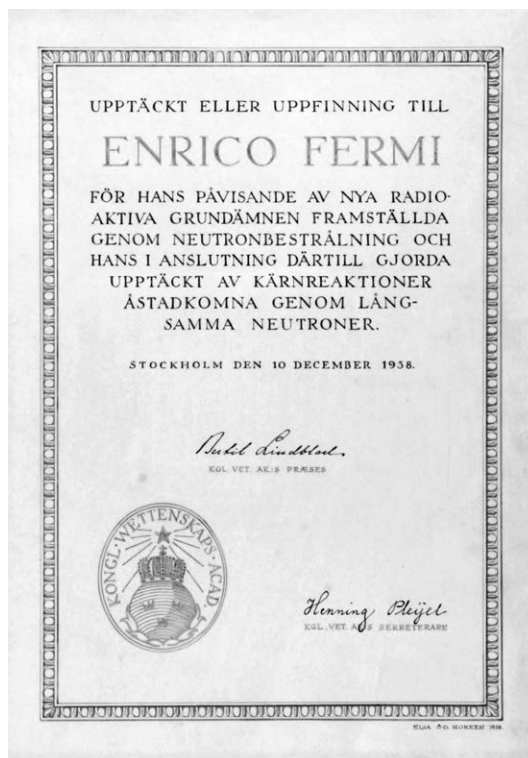 UPPTÄCKT ELLER UPPFINNING TILL
ENRICO FERMI
FÖR HANS PÅVISANDE AV NYA RADIO-
AKTIVA GRUNDÄMNEN FRAMSTÄLLDA
GENOM NEUTRONBESTRÅLNING OCH
HANS I ANSLUTNING DÄRTILL GJORDA
UPPTÄCKT AV KÄRNREAKTIONER
ÅSTADKOMNA GENOM LÅNG-
SAMMA NEUTRONER.
STOCKHOLM DEN 10 DECEMBER 1938.
Bertil Lindblad.
KGL. VET. AK:S PRÆSES
KONGL. WETTENSKAPS. ACAD.
Henning Pleijel
KGL. VET. AK:S SEKRETERARE
1938